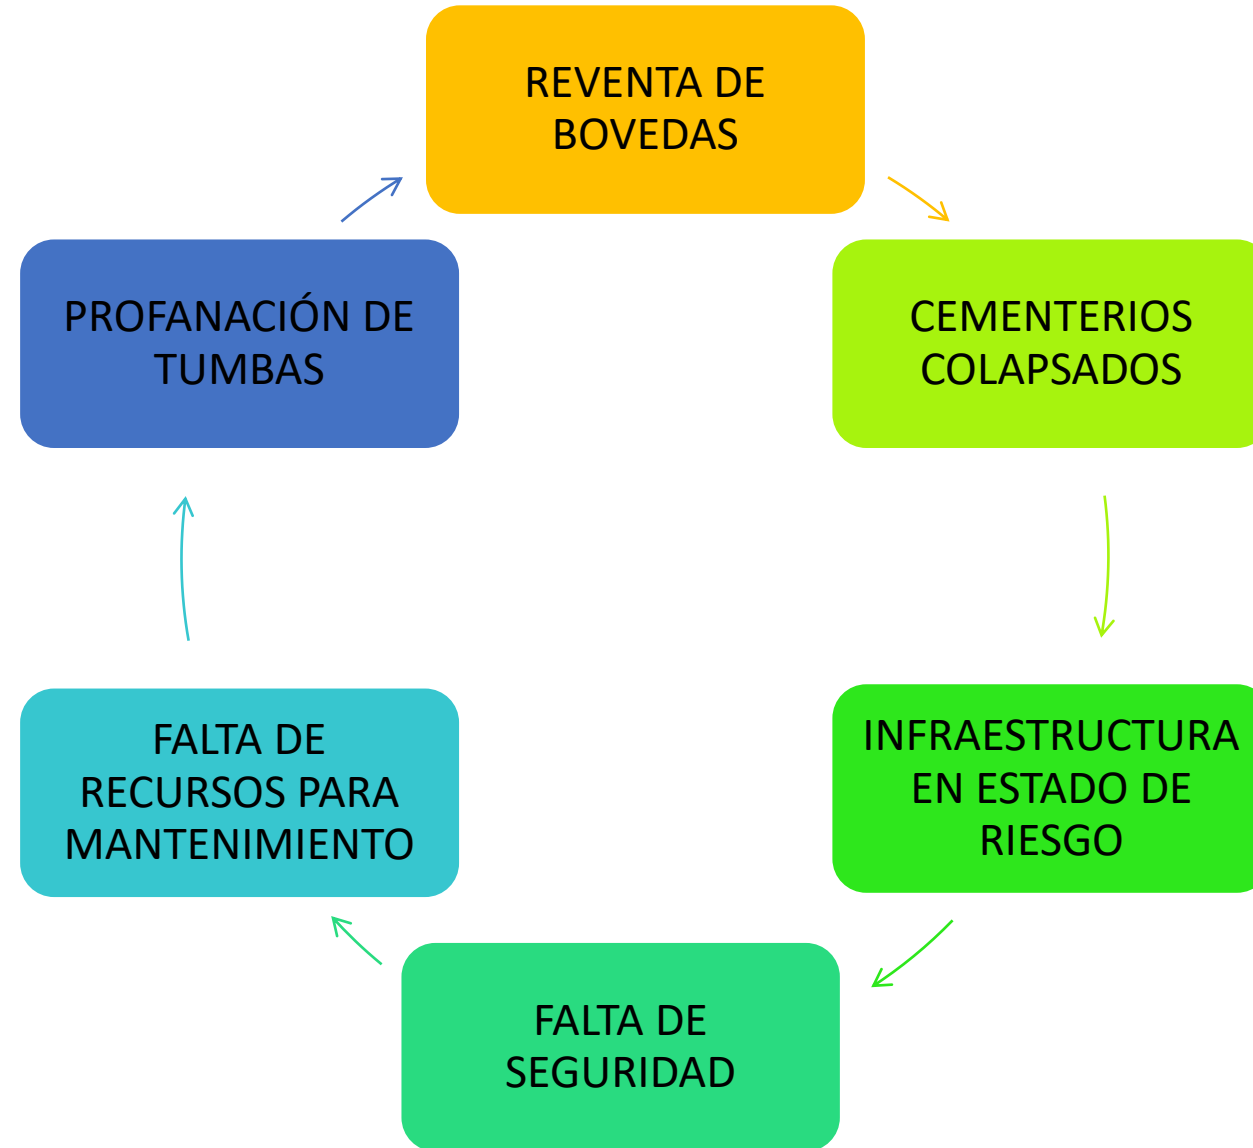 REVENTA DE
BOVEDAS
CEMENTERIOS
COLAPSADOS
INFRAESTRUCTURA
EN ESTADO DE
RIESGO
FALTA DE
SEGURIDAD
FALTA DE
RECURSOS PARA
MANTENIMIENTO
PROFANACIÓN DE
TUMBAS